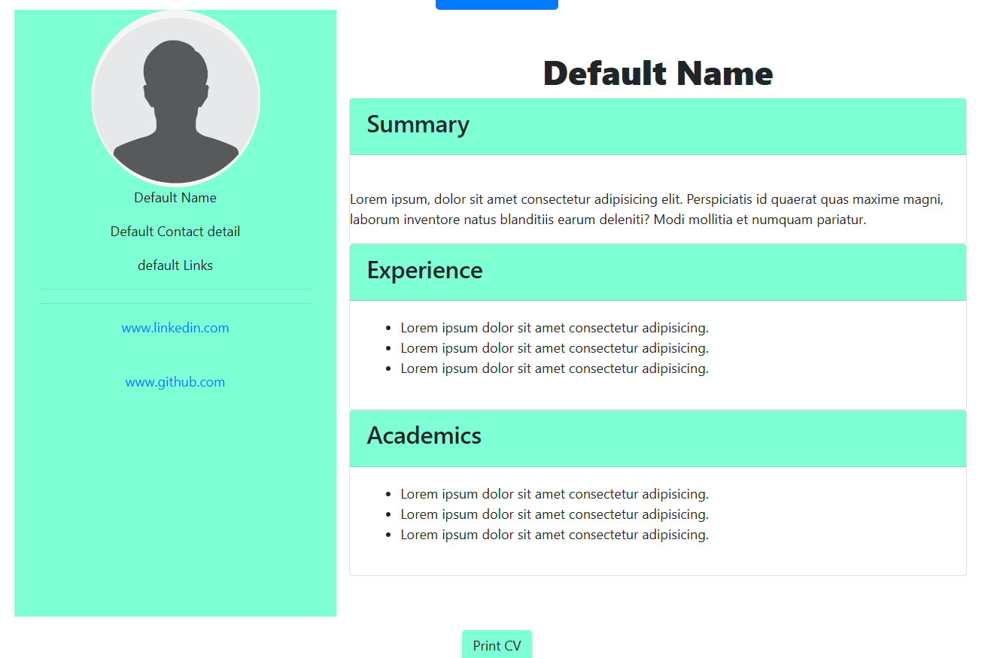 Default Name
Default Contact detail
default Links
www.linkedin.com
www.github.com
Default Name
Summary
Lorem ipsum, dolor sit amet consectetur adipisicing elit. Perspiciatis id quaerat quas maxime magni,
laborum inventore natus blanditiis earum deleniti? Modi mollitia et numquam pariatur.
Experience
• Lorem ipsum dolor sit amet consectetur adipisicing.
• Lorem ipsum dolor sit amet consectetur adipisicing.
• Lorem ipsum dolor sit amet consectetur adipisicing.
Academics
• Lorem ipsum dolor sit amet consectetur adipisicing.
• Lorem ipsum dolor sit amet consectetur adipisicing.
• Lorem ipsum dolor sit amet consectetur adipisicing.
Print CV